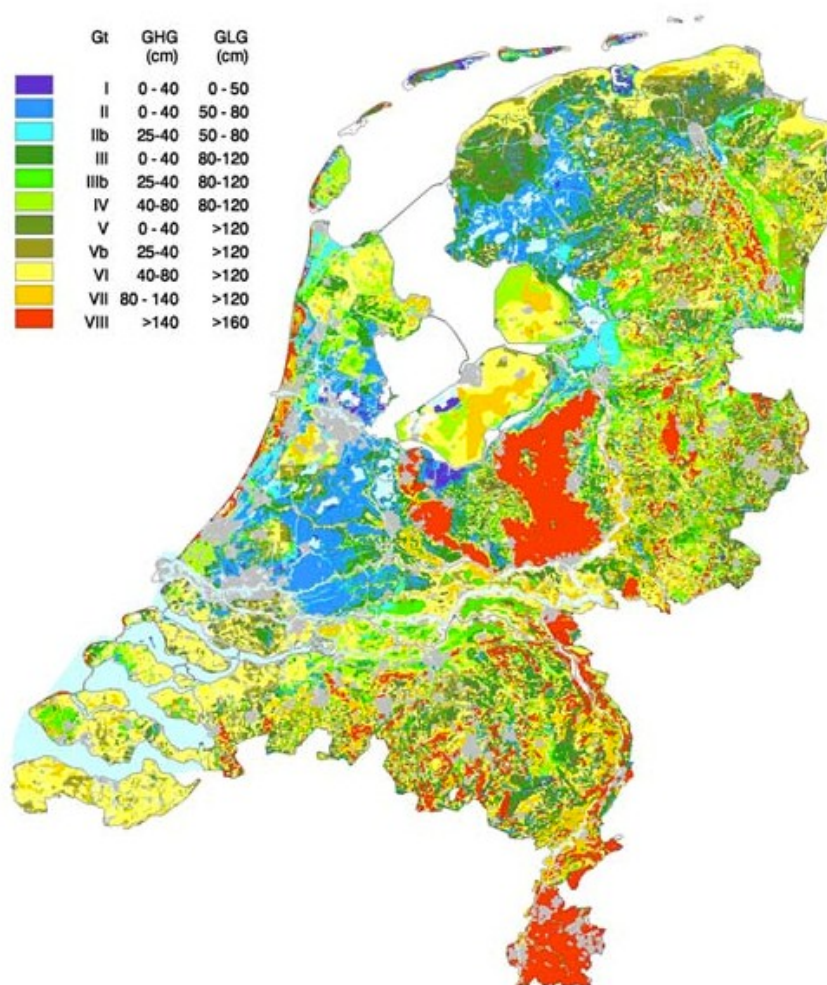 Gt GHG GLG
(cm) (cm)
I 0 - 40 0 - 50
II 0 - 40 50 - 80
IIb 25-40 50 - 80
III 0 - 40 80-120
IIIb 25-40 80-120
IV 40-80 80-120
V 0 - 40 >120
Vb 25-40 >120
VI 40-80 >120
VII 80 - 140 >120
VIII >140 >160